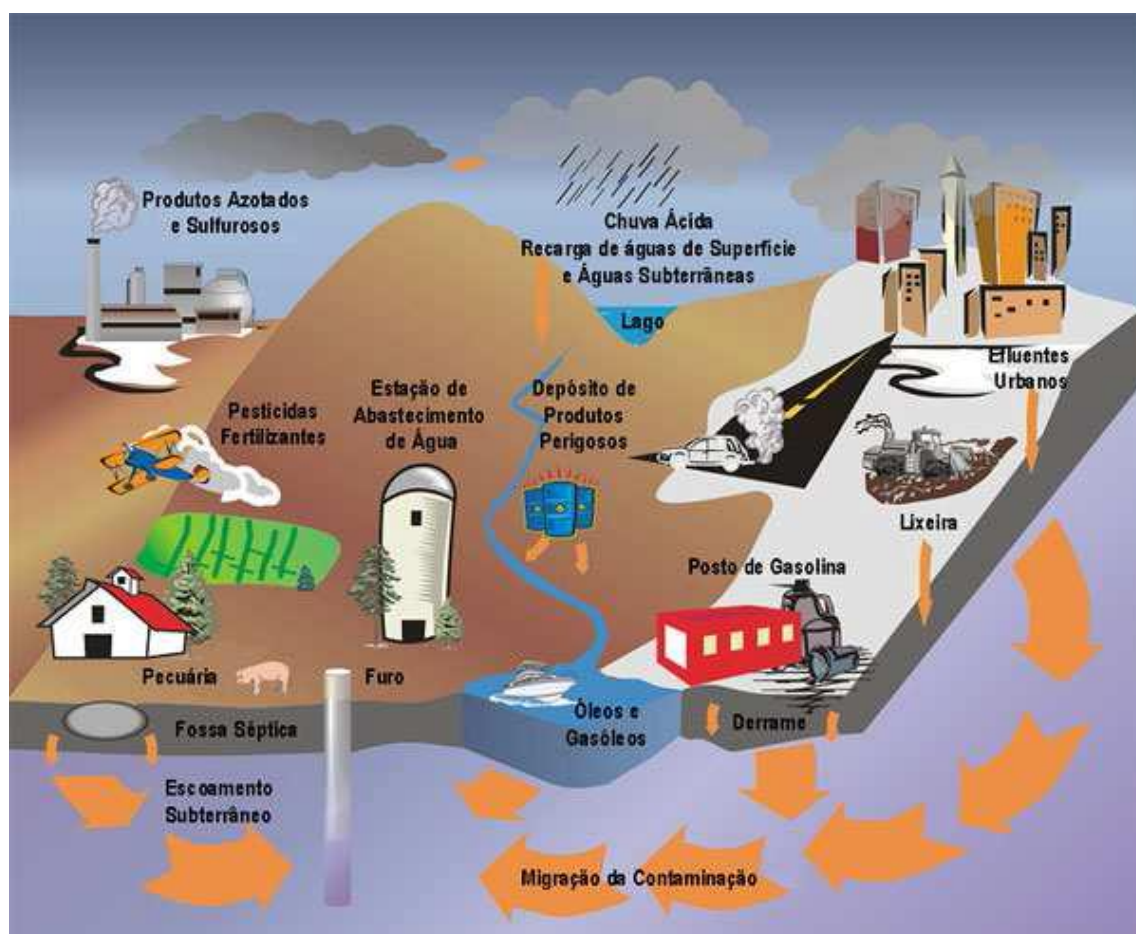 Produtos Azotados
e Sulfurosos
Chuva Ácida
Recarga de águas de Superfície
e Águas Subterrâneas
Lago
Efluentes
Urbanos
Pesticidas
Fertilizantes
Estação de
Abastecimento
de Água
Depósito de
Produtos
Perigosos
Lixeira
Posto de Gasolina
Pecuária
Furo
Fossa Séptica
Óleos e
Gasóleos
Derrame
Escoamento
Subterrâneo
Migração da Contaminação